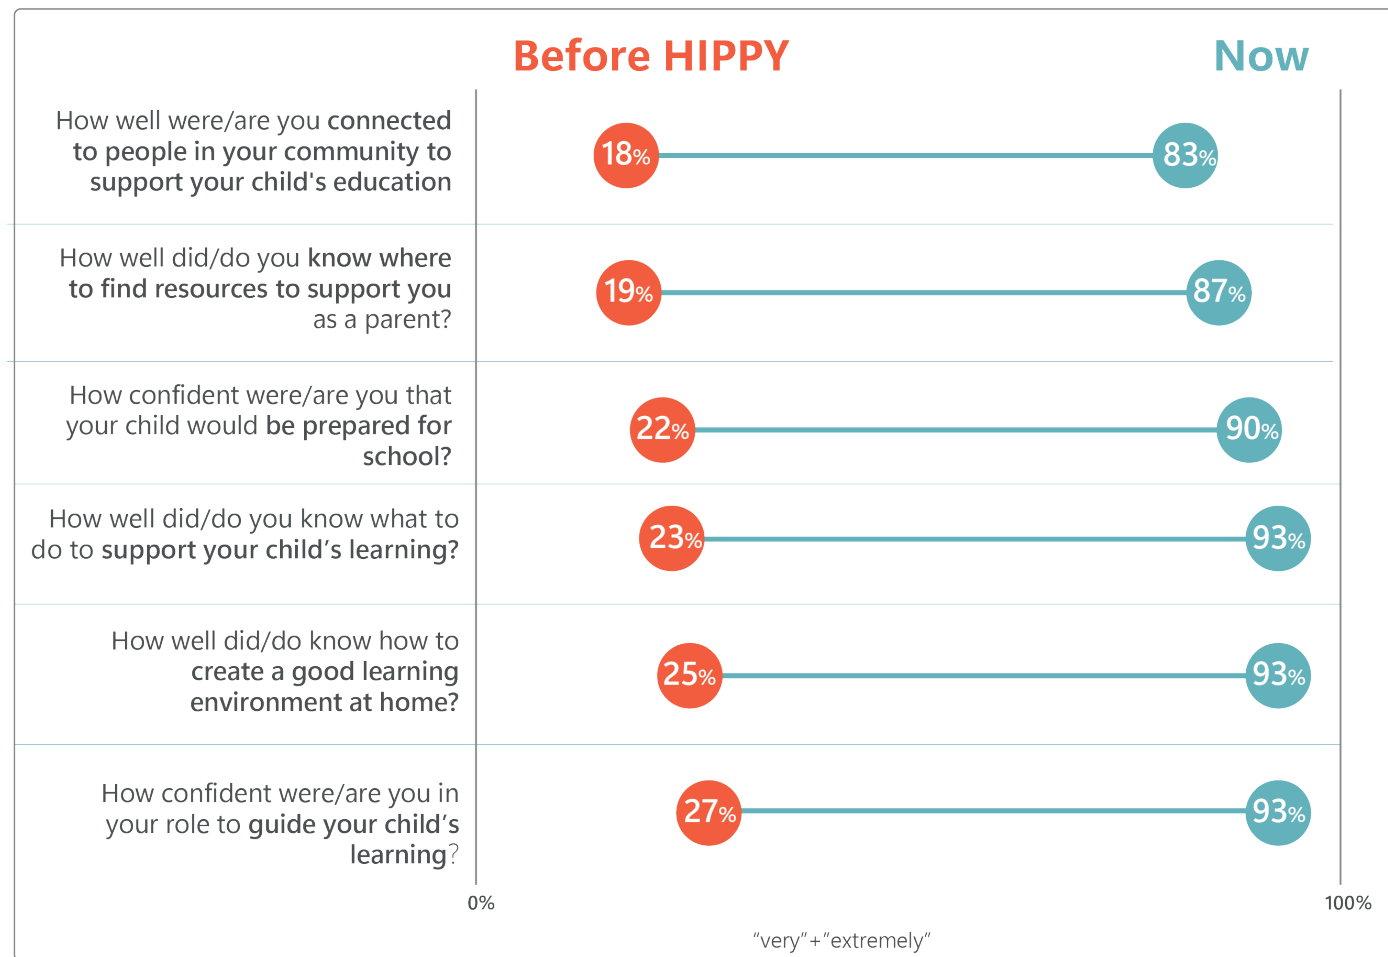 Before HIPPY
Now
How well were/are you connected
to people in your community to
support your child's education
18%
83%
How well did/do you know where
to find resources to support you
as a parent?
19%
87%
How confident were/are you that
your child would be prepared for
school?
22%
90%
How well did/do you know what to
do to support your child’s learning?
23%
93%
How well did/do know how to
create a good learning
environment at home?
25%
93%
How confident were/are you in
your role to guide your child’s
learning?
27%
93%
0%
100%
“very”+”extremely”